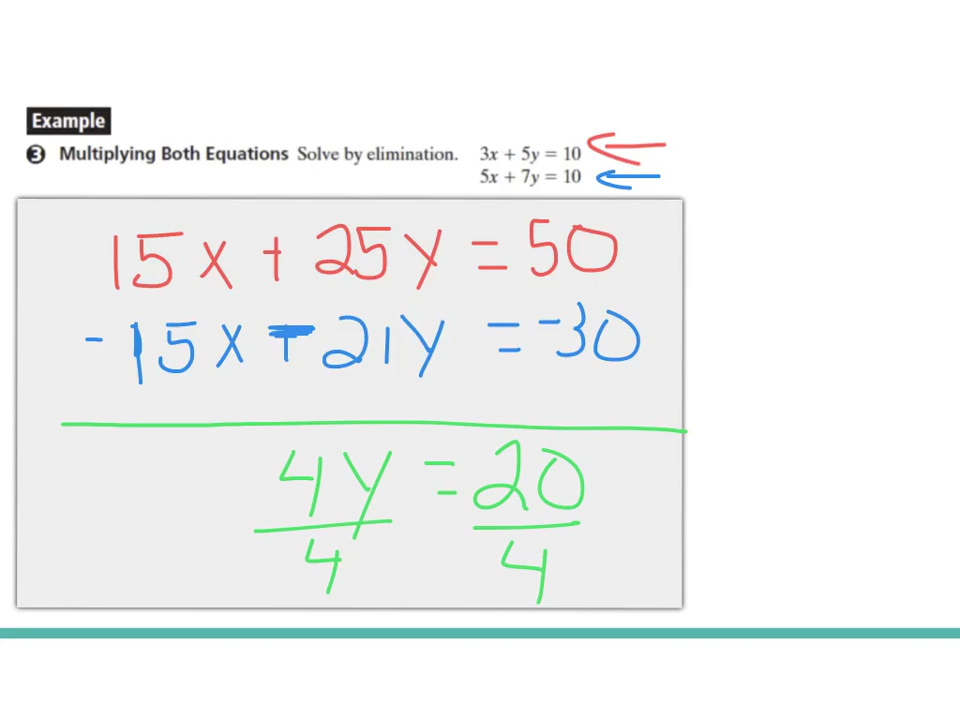 Example
3 Multiplying Both Equations Solve by elimination. 3x + 5y = 10
5x + 7y = 10
15x + 25y = 50
-15x - 21y = -30
4y = 20
4 4